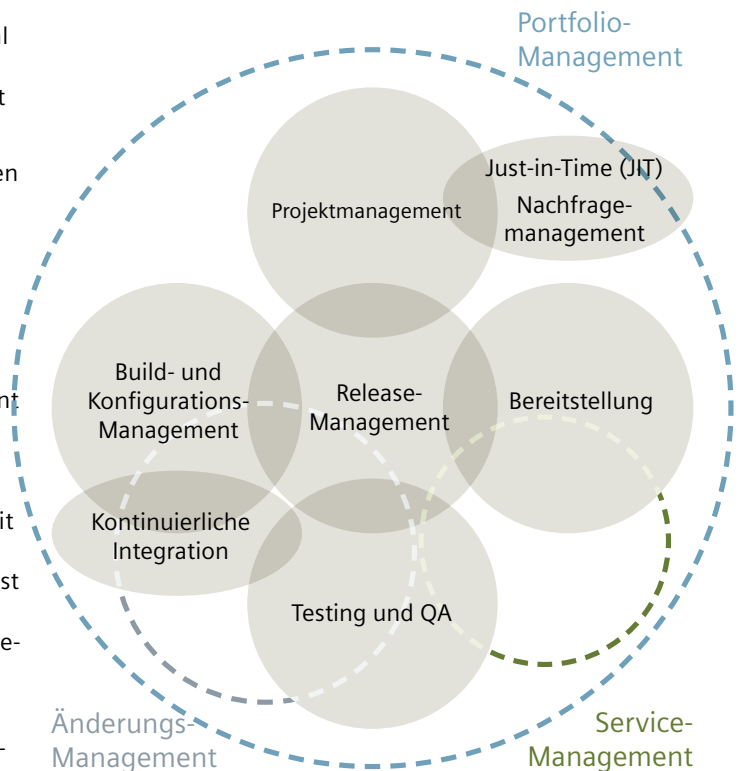 Portfolio-
Management
Just-in-Time (JIT)
Nachfrage-
management
Projektmanagement
Build- und
Konfigurations-
Management
Release-
Management
Bereitstellung
Kontinuierliche
Integration
Testing und QA
Änderungs-
Management
Service-
Management